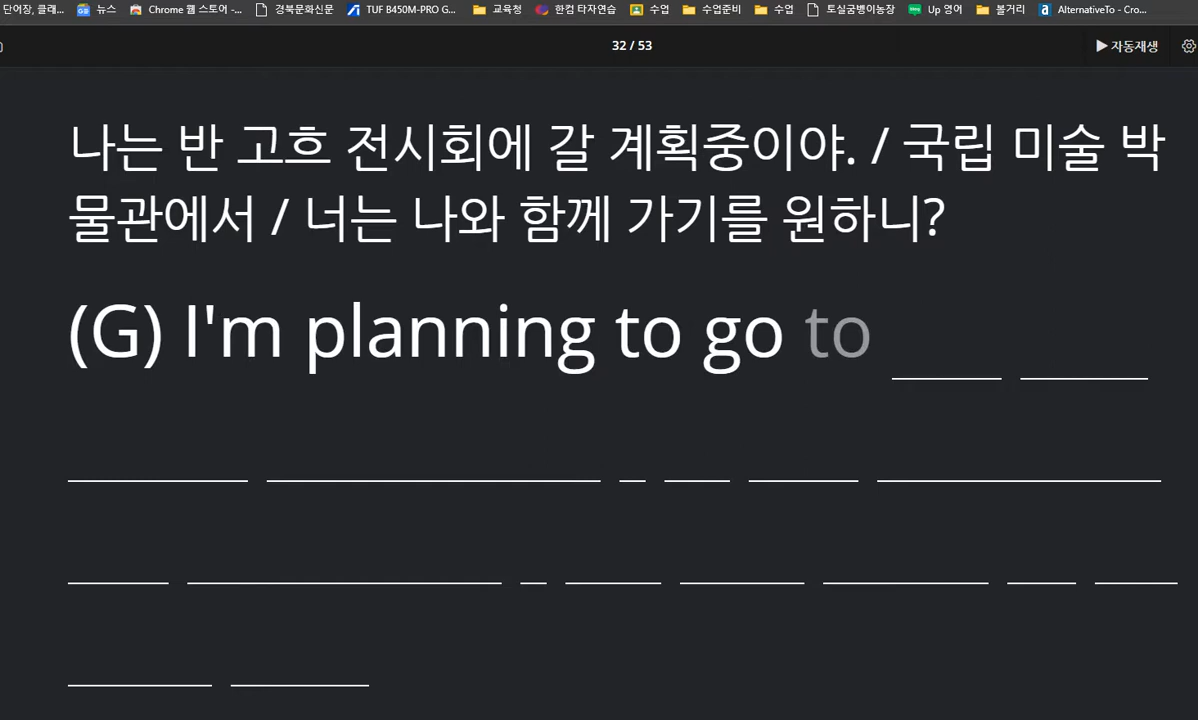 단어장, 클래... 뉴스 Chrome 웹 스토어 -... 경북문화신문 TUF B450M-PRO G... 교육청 한컴 타자연습 수업 수업준비 수업 토실굼벵이농장 Up 영어 볼거리 AlternativeTo - Cro...
32 / 53 ▶ 자동재생
나는 반 고흐 전시회에 갈 계획중이야. / 국립 미술 박
물관에서 / 너는 나와 함께 가기를 원하니?
(G) I'm planning to go to